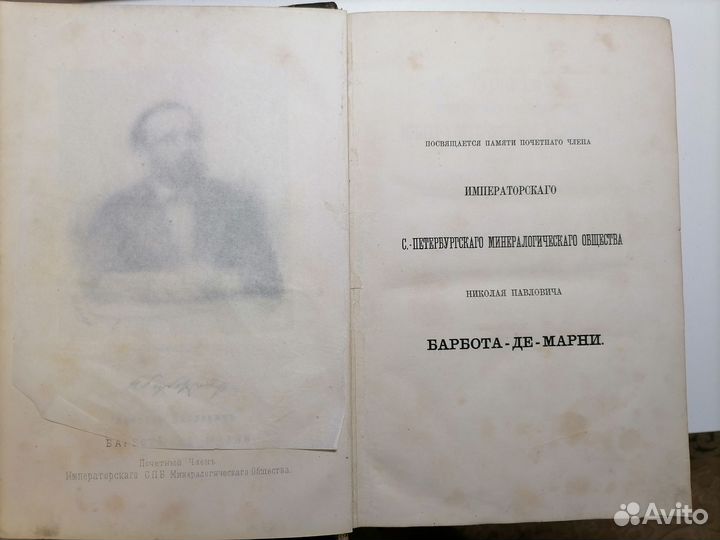 БАР
Почетный Членъ
Императорскаго С.П.Б. Минералогическаго Общества.
ПОСВЯЩАЕТСЯ ПАМЯТИ ПОЧЕТНАГО ЧЛЕНА
ИМПЕРАТОРСКАГО
С.-ПЕТЕРБУРГСКАГО МИНЕРАЛОГИЧЕСКАГО ОБЩЕСТВА
НИКОЛАЯ ПАВЛОВИЧА
БАРБОТА-ДЕ-МАРНИ.
Avito